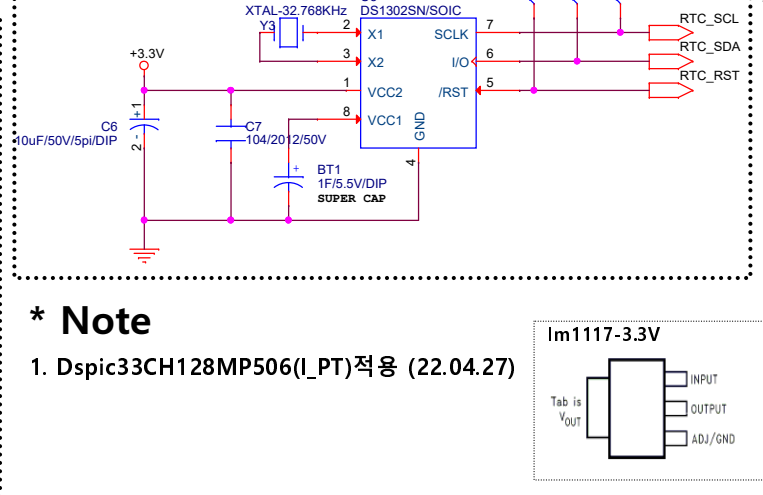 XTAL-32.768KHz
DS1302SN/SOIC
Y3
2
X1
SCLK
7
RTC_SCL
3
X2
I/O
6
RTC_SDA
+3.3V
1
VCC2
/RST
5
RTC_RST
8
VCC1
GND
4
+1
C6
10uF/50V/5pi/DIP
2 -
C7
104/2012/50V
+
BT1
1F/5.5V/DIP
SUPER CAP
* Note
1. Dspic33CH128MP506(I_PT)적용 (22.04.27)
lm1117-3.3V
INPUT
Tab is
VOUT
OUTPUT
ADJ/GND